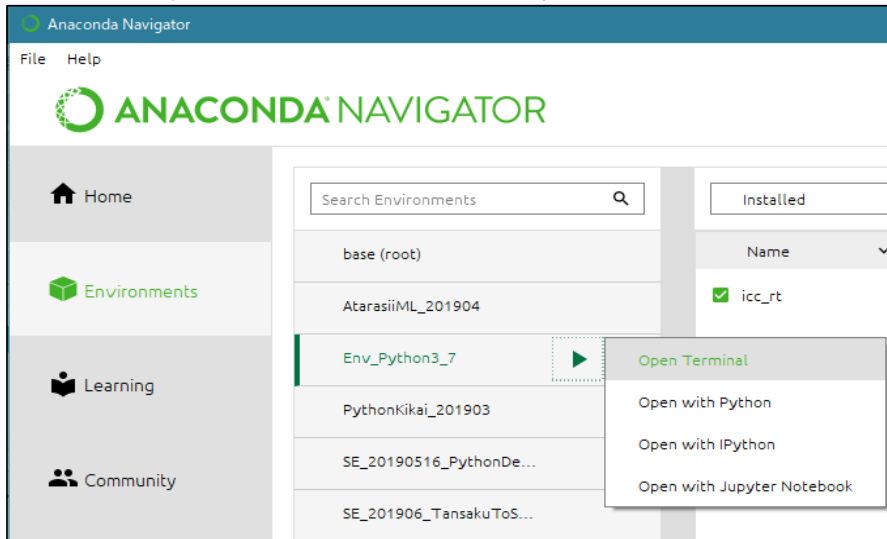 Anaconda Navigator
File Help
ANACONDA NAVIGATOR
Home
Environments
Learning
Community
Search Environments
base (root)
AtarasiiML_201904
Env_Python3_7
PythonKikai_201903
SE_20190516_PythonDe...
SE_201906_TansakuToS...
Installed
Name
icc_rt
Open Terminal
Open with Python
Open with IPython
Open with Jupyter Notebook